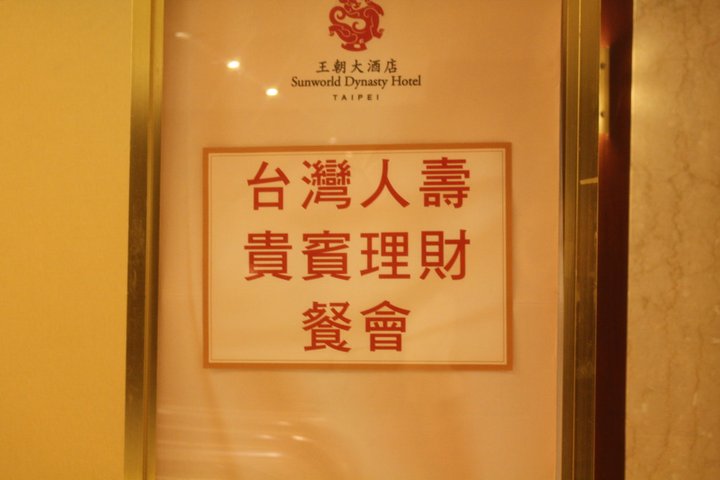 王朝大酒店
Sunworld Dynasty Hotel
TAIPEI
台灣人壽
貴賓理財
餐會